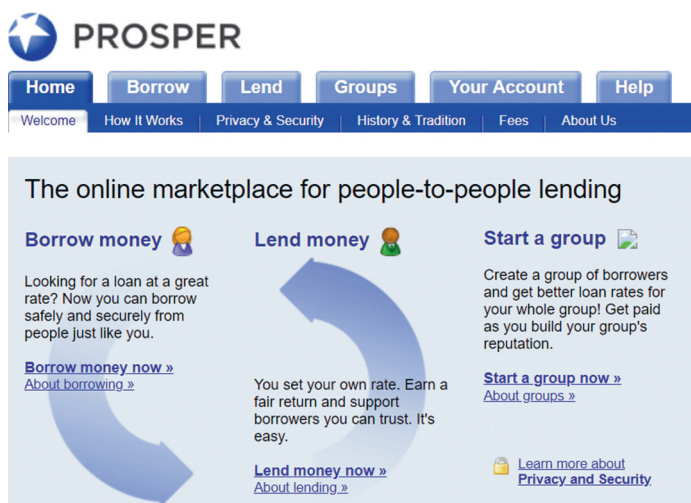 PROSPER
Home Borrow Lend Groups Your Account Help
Welcome How It Works Privacy & Security History & Tradition Fees About Us
The online marketplace for people-to-people lending
Borrow money
Looking for a loan at a great
rate? Now you can borrow
safely and securely from
people just like you.
Borrow money now »
About borrowing »
Lend money
You set your own rate. Earn a
fair return and support
borrowers you can trust. It's
easy.
Lend money now »
About lending »
Start a group
Create a group of borrowers
and get better loan rates for
your whole group! Get paid
as you build your group's
reputation.
Start a group now »
About groups »
Learn more about
Privacy and Security